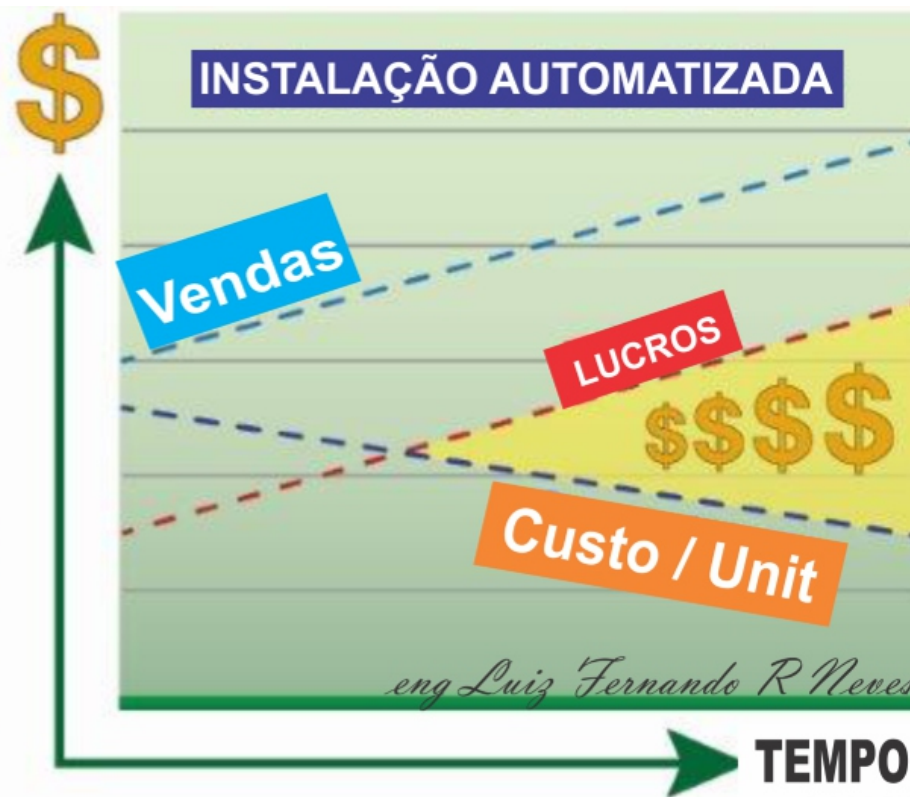 $
INSTALAÇÃO AUTOMATIZADA
Vendas
LUCROS
$$$$
Custo / Unit
eng Luiz Fernando R Neves
TEMPO